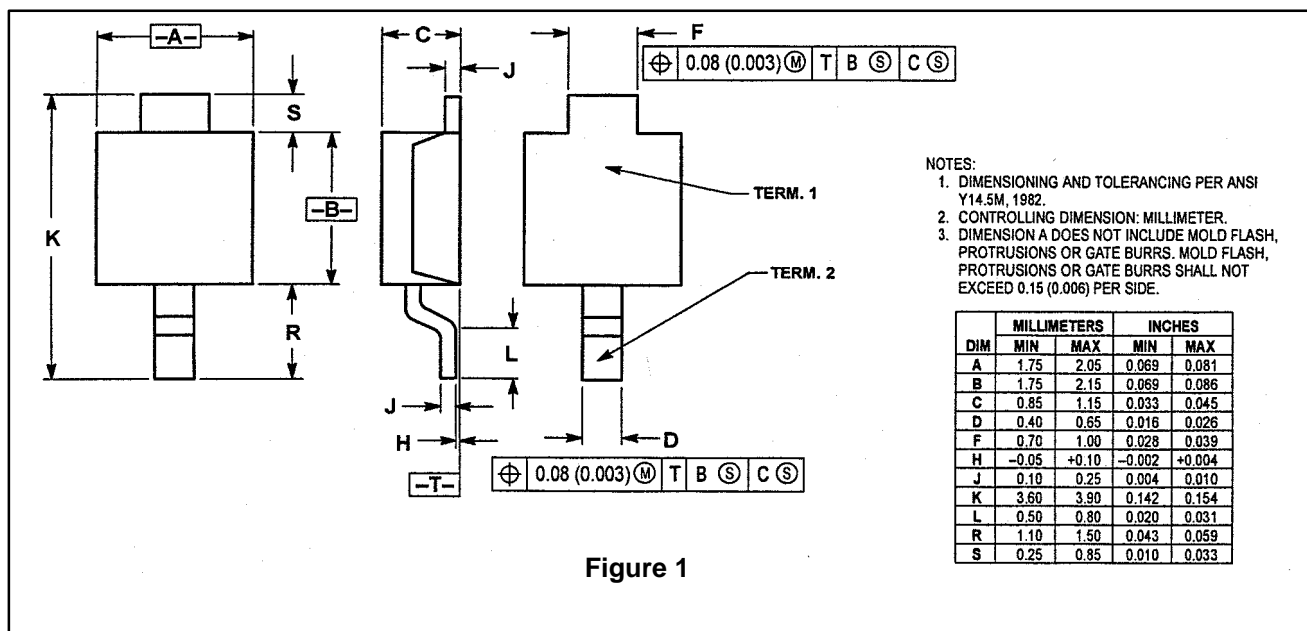 –A–
C
F
⌖ 0.08 (0.003) Ⓜ T B Ⓢ C Ⓢ
J
S
K
–B–
TERM. 1
TERM. 2
R
L
J
H
D
–T–
⌖ 0.08 (0.003) Ⓜ T B Ⓢ C Ⓢ
NOTES:
1. DIMENSIONING AND TOLERANCING PER ANSI
Y14.5M, 1982.
2. CONTROLLING DIMENSION: MILLIMETER.
3. DIMENSION A DOES NOT INCLUDE MOLD FLASH,
PROTRUSIONS OR GATE BURRS. MOLD FLASH,
PROTRUSIONS OR GATE BURRS SHALL NOT
EXCEED 0.15 (0.006) PER SIDE.
MILLIMETERS INCHES
DIM MIN MAX MIN MAX
A 1.75 2.05 0.069 0.081
B 1.75 2.15 0.069 0.086
C 0.85 1.15 0.033 0.045
D 0.40 0.65 0.016 0.026
F 0.70 1.00 0.028 0.039
H –0.05 +0.10 –0.002 +0.004
J 0.10 0.25 0.004 0.010
K 3.60 3.90 0.142 0.154
L 0.50 0.80 0.020 0.031
R 1.10 1.50 0.043 0.059
S 0.25 0.85 0.010 0.033
Figure 1